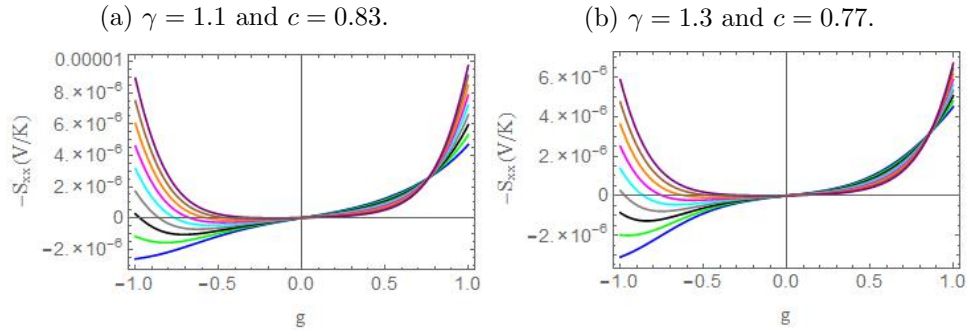 (a) γ = 1.1 and c = 0.83.
−Sxx(V/K)
0.00001
8.×10⁻⁶
6.×10⁻⁶
4.×10⁻⁶
2.×10⁻⁶
0
−2.×10⁻⁶
−1.0 −0.5 0.0 0.5 1.0
g
(b) γ = 1.3 and c = 0.77.
−Sxx(V/K)
6.×10⁻⁶
4.×10⁻⁶
2.×10⁻⁶
0
−2.×10⁻⁶
−1.0 −0.5 0.0 0.5 1.0
g